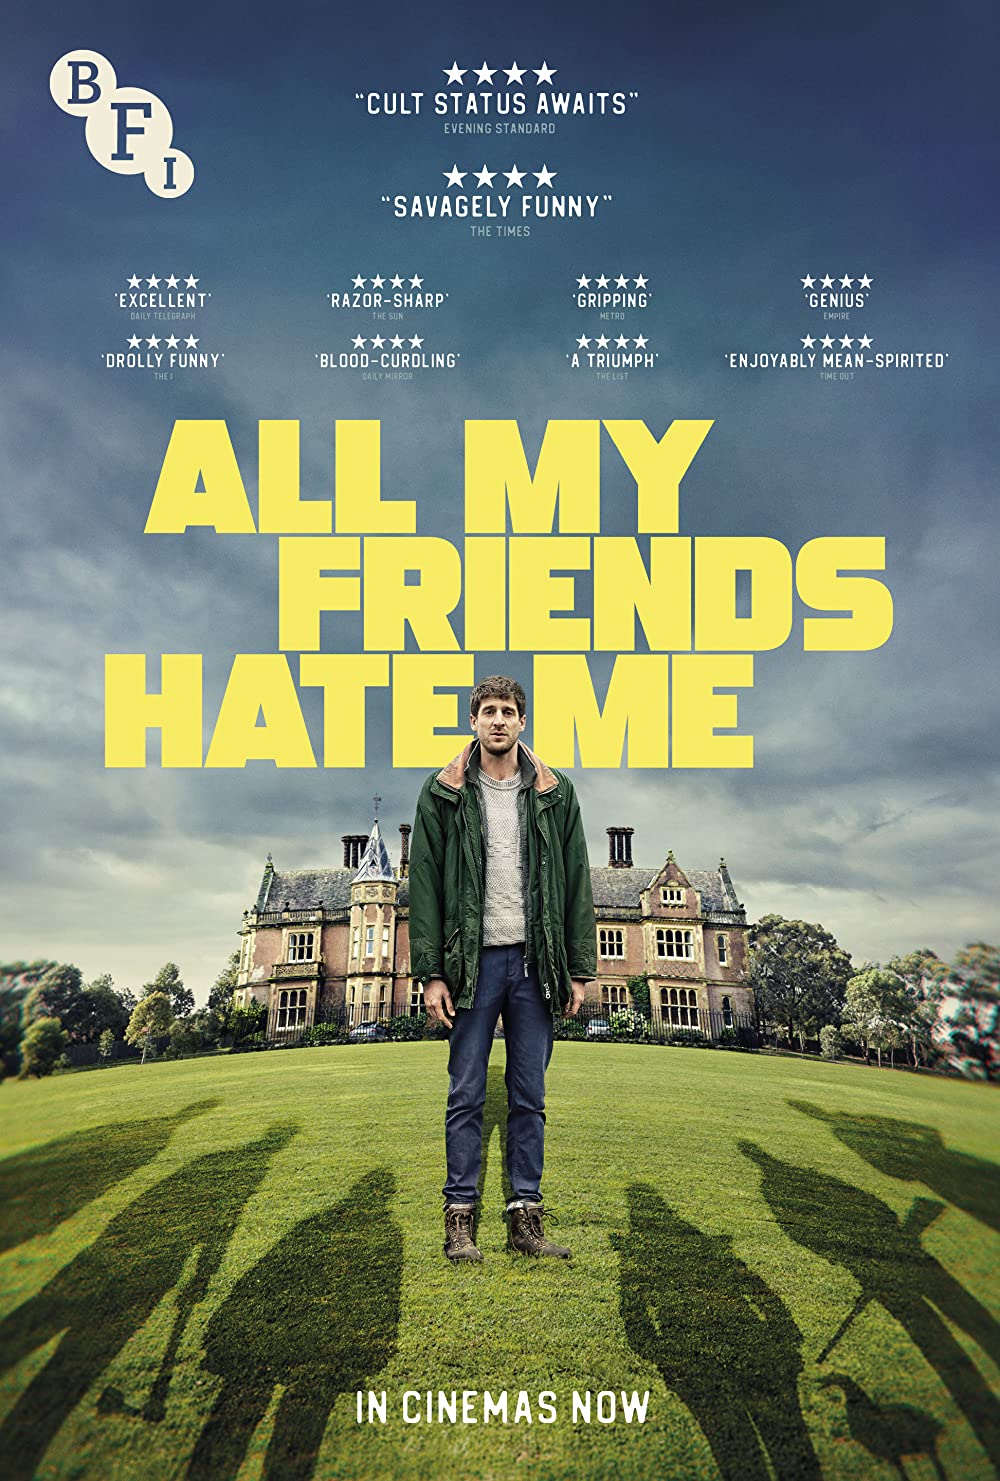 BFI
“CULT STATUS AWAITS”
EVENING STANDARD
“SAVAGELY FUNNY”
THE TIMES
‘EXCELLENT’
DAILY TELEGRAPH
‘RAZOR-SHARP’
THE SUN
‘GRIPPING’
METRO
‘GENIUS’
EMPIRE
‘DROLLY FUNNY’
THE I
‘BLOOD-CURDLING’
DAILY MIRROR
‘A TRIUMPH’
THE LIST
‘ENJOYABLY MEAN-SPIRITED’
TIME OUT
ALL MY
FRIENDS
HATE ME
IN CINEMAS NOW